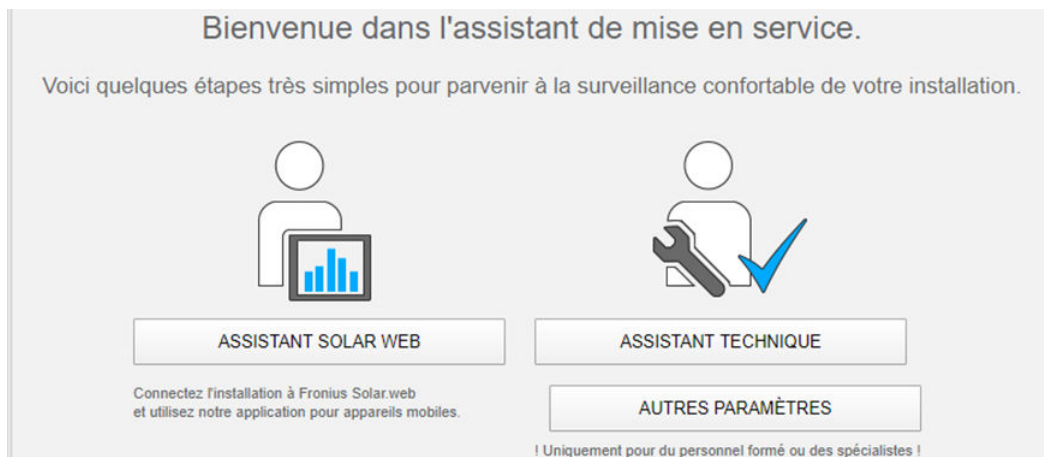 Bienvenue dans l'assistant de mise en service.
Voici quelques étapes très simples pour parvenir à la surveillance confortable de votre installation.
ASSISTANT SOLAR WEB
Connectez l'installation à Fronius Solar.web
et utilisez notre application pour appareils mobiles.
ASSISTANT TECHNIQUE
AUTRES PARAMÈTRES
! Uniquement pour du personnel formé ou des spécialistes !